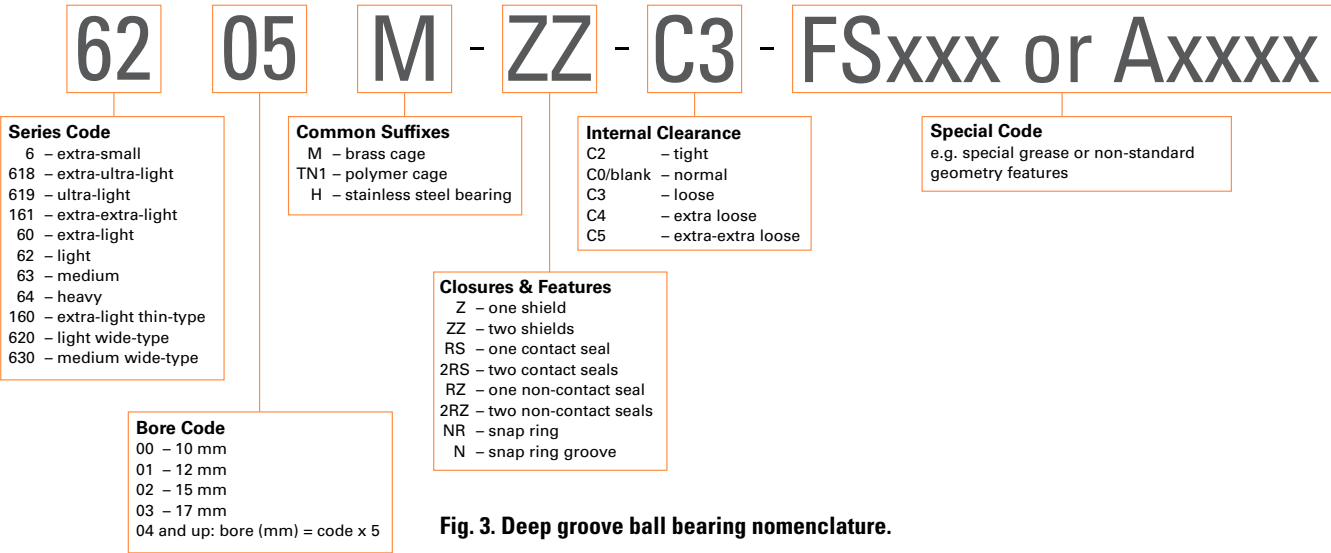 62 05 M - ZZ - C3 - FSxxx or Axxxx
Series Code
6 – extra-small
618 – extra-ultra-light
619 – ultra-light
161 – extra-extra-light
60 – extra-light
62 – light
63 – medium
64 – heavy
160 – extra-light thin-type
620 – light wide-type
630 – medium wide-type
Common Suffixes
M – brass cage
TN1 – polymer cage
H – stainless steel bearing
Internal Clearance
C2 – tight
C0/blank – normal
C3 – loose
C4 – extra loose
C5 – extra-extra loose
Special Code
e.g. special grease or non-standard
geometry features
Closures & Features
Z – one shield
ZZ – two shields
RS – one contact seal
2RS – two contact seals
RZ – one non-contact seal
2RZ – two non-contact seals
NR – snap ring
N – snap ring groove
Bore Code
00 – 10 mm
01 – 12 mm
02 – 15 mm
03 – 17 mm
04 and up: bore (mm) = code x 5
Fig. 3. Deep groove ball bearing nomenclature.